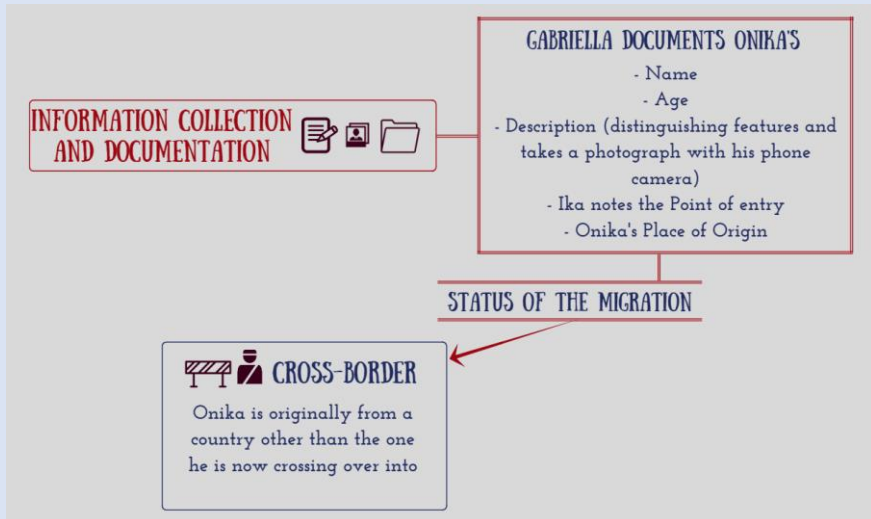 INFORMATION COLLECTION
AND DOCUMENTATION
GABRIELLA DOCUMENTS ONIKA'S
- Name
- Age
- Description (distinguishing features and
takes a photograph with his phone
camera)
- Ika notes the Point of entry
- Onika's Place of Origin
STATUS OF THE MIGRATION
CROSS-BORDER
Onika is originally from a
country other than the one
he is now crossing over into